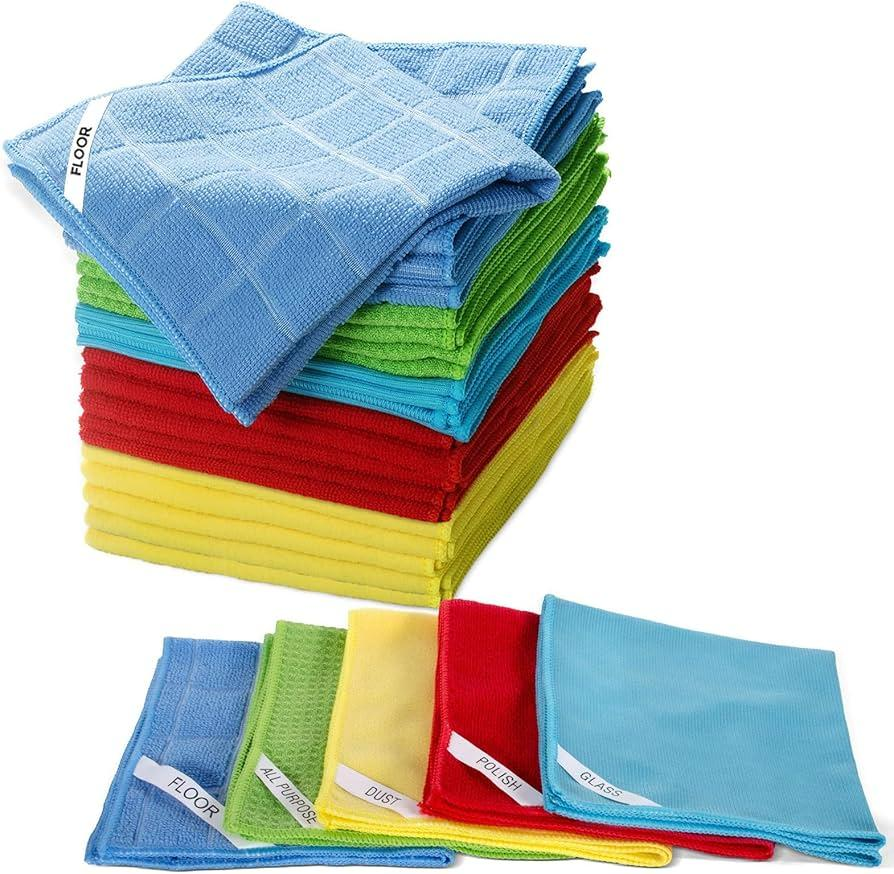 FLOOR
FLOOR
ALL PURPOSE
DUST
POLISH
GLASS